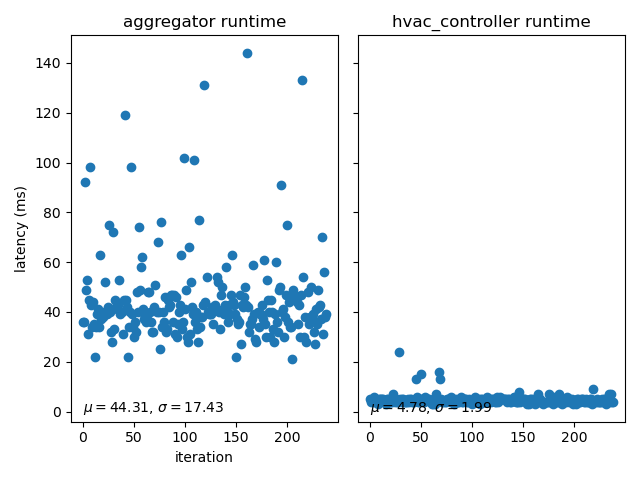 aggregator runtime
hvac_controller runtime
latency (ms)
140
120
100
80
60
40
20
0
μ = 44.31, σ = 17.43
μ = 4.78, σ = 1.99
0 50 100 150 200
0 50 100 150 200
iteration